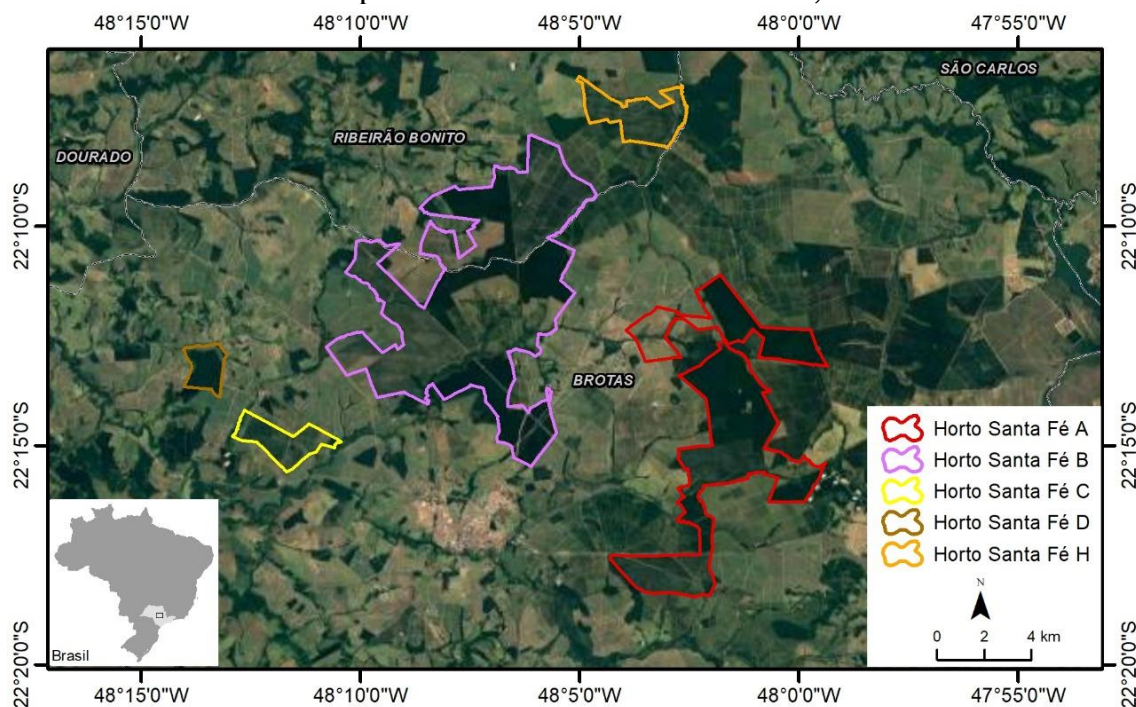 48°15'0"W 48°10'0"W 48°5'0"W 48°0'0"W 47°55'0"W
SÃO CARLOS
RIBEIRÃO BONITO
DOURADO
22°10'0"S 22°10'0"S
BROTAS
22°15'0"S 22°15'0"S
Horto Santa Fé A
Horto Santa Fé B
Horto Santa Fé C
Horto Santa Fé D
Horto Santa Fé H
N
0 2 4 km
Brasil
22°20'0"S 22°20'0"S
48°15'0"W 48°10'0"W 48°5'0"W 48°0'0"W 47°55'0"W